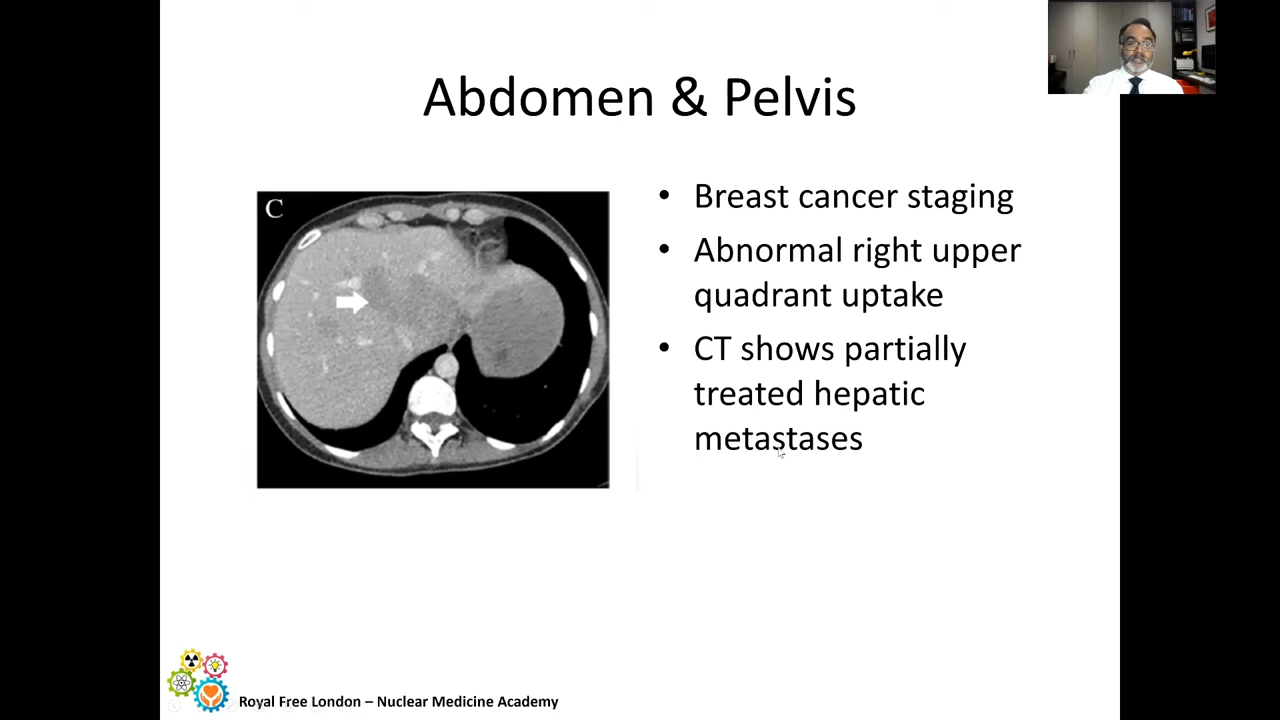 Abdomen & Pelvis
C
• Breast cancer staging
• Abnormal right upper
quadrant uptake
• CT shows partially
treated hepatic
metastases
Royal Free London – Nuclear Medicine Academy